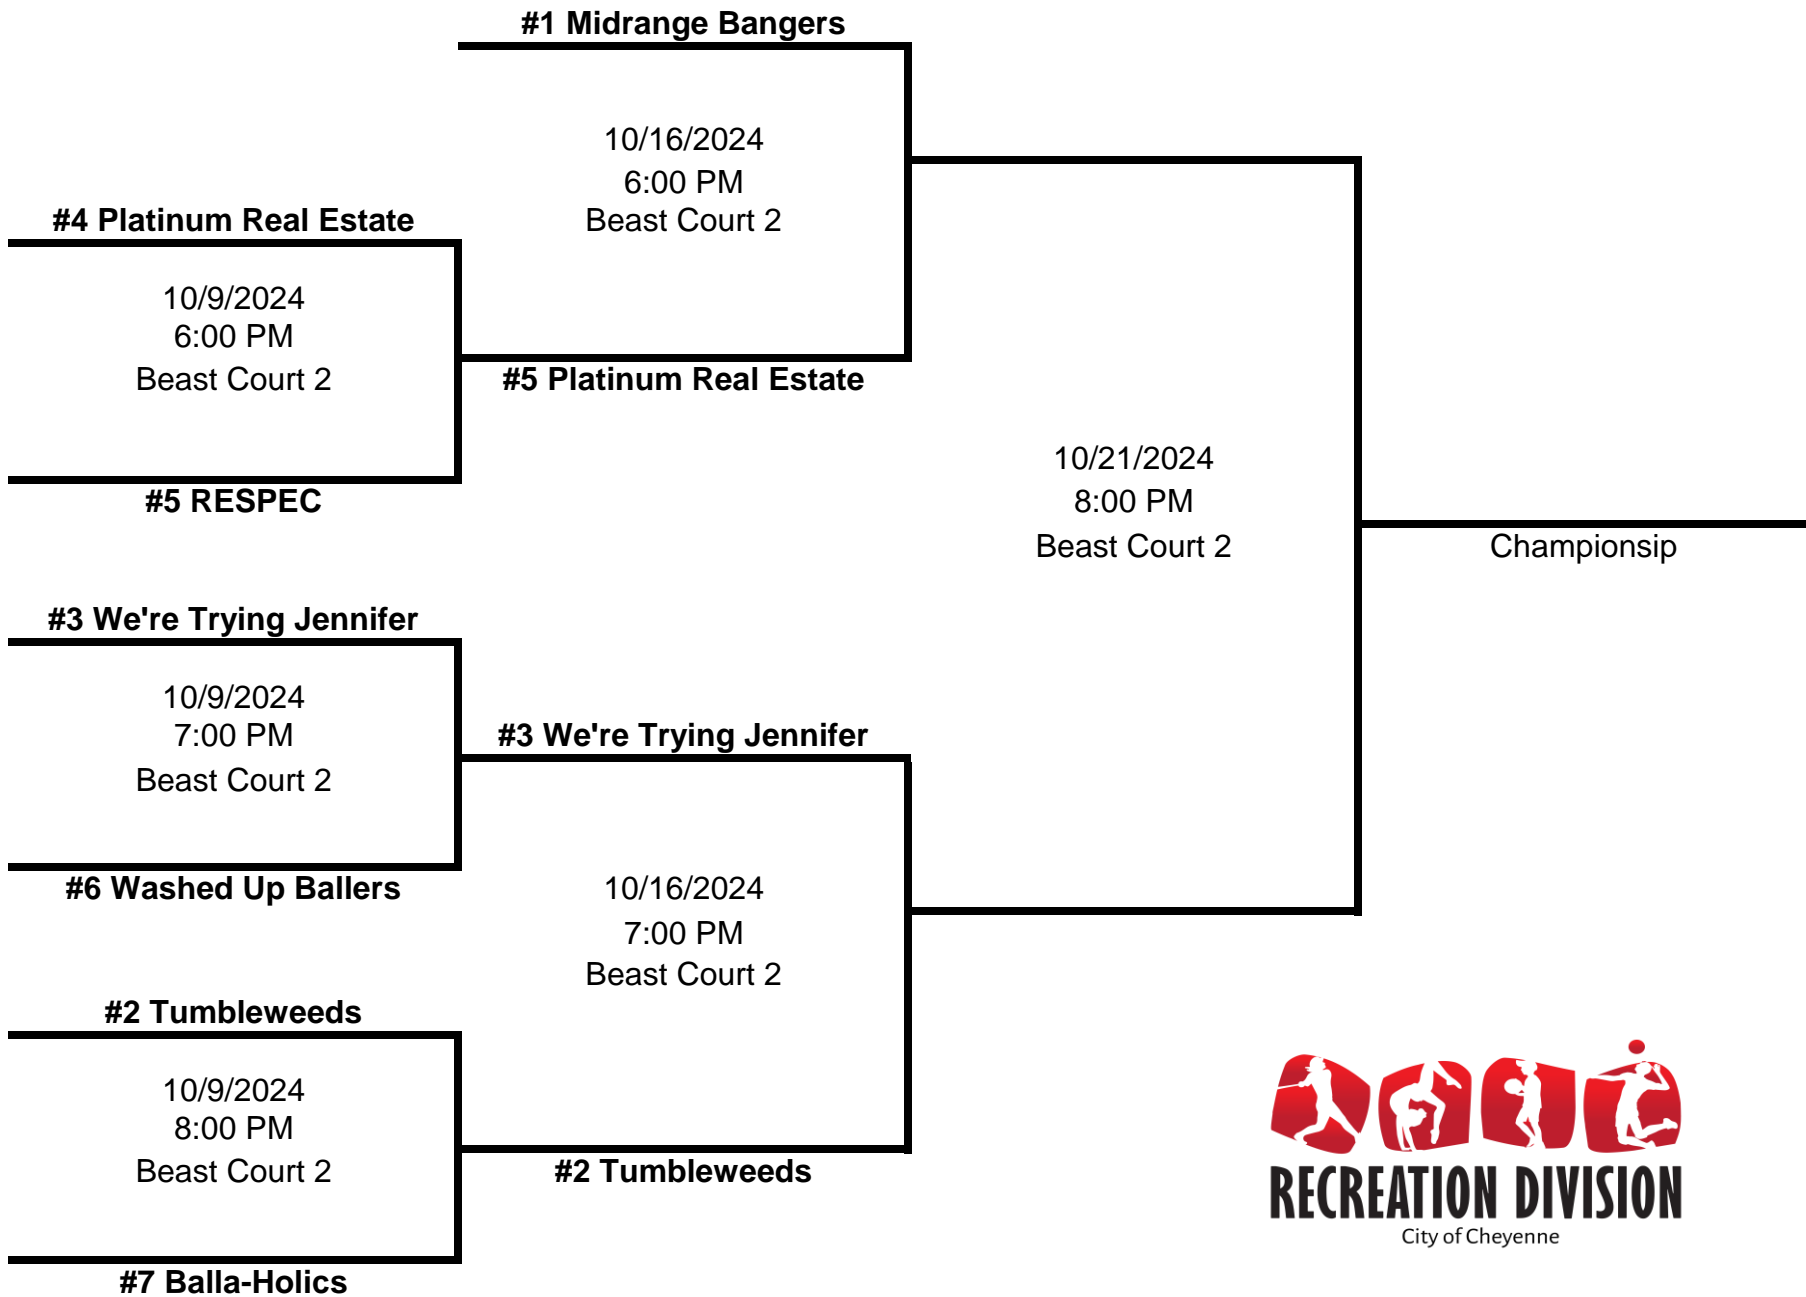 #1 Midrange Bangers
10/16/2024
6:00 PM
Beast Court 2
#4 Platinum Real Estate
10/9/2024
6:00 PM
Beast Court 2
#5 Platinum Real Estate
#5 RESPEC
10/21/2024
8:00 PM
Beast Court 2
Championsip
#3 We're Trying Jennifer
10/9/2024
7:00 PM
Beast Court 2
#3 We're Trying Jennifer
#6 Washed Up Ballers
10/16/2024
7:00 PM
Beast Court 2
#2 Tumbleweeds
10/9/2024
8:00 PM
Beast Court 2
#2 Tumbleweeds
#7 Balla-Holics
RECREATION DIVISION
City of Cheyenne